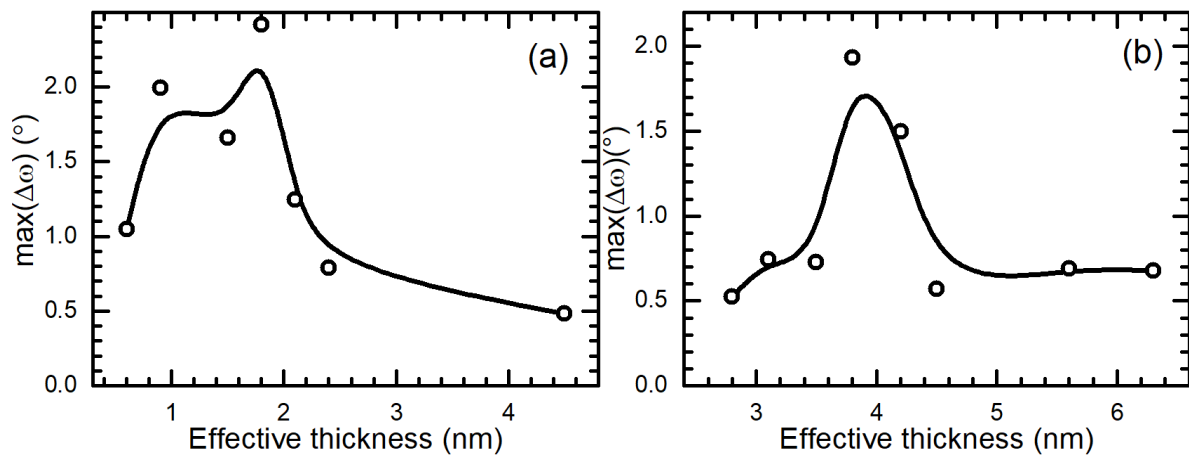 (a)
max(Δω) (°)
2.0
1.5
1.0
0.5
0.0
1 2 3 4
Effective thickness (nm)
(b)
max(Δω)(°)
2.0
1.5
1.0
0.5
0.0
3 4 5 6
Effective thickness (nm)